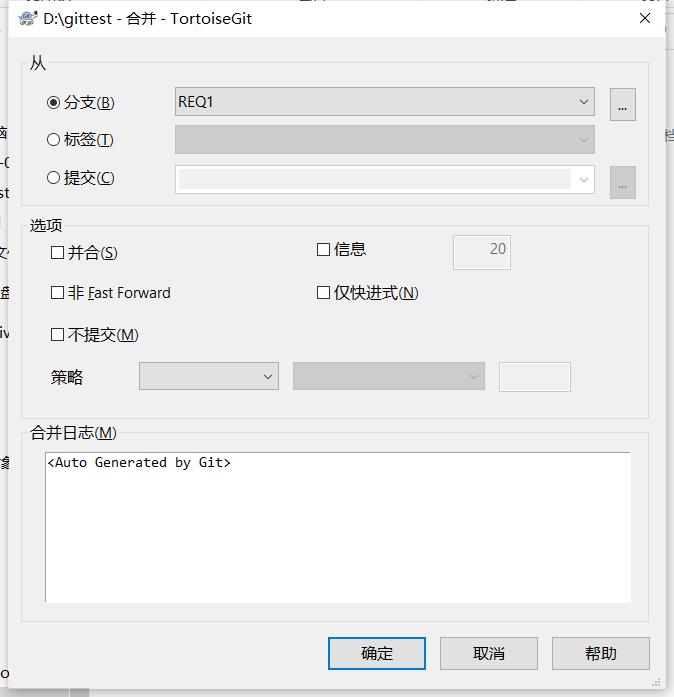 D:\gittest - 合并 - TortoiseGit
从
分支(B)
REQ1
...
标签(T)
提交(C)
...
选项
并合(S)
信息
20
非 Fast Forward
仅快进式(N)
不提交(M)
策略
合并日志(M)
<Auto Generated by Git>
确定
取消
帮助